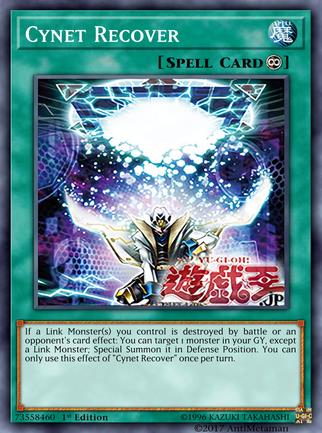 Cynet Recover
[Spell Card]
YU-GI-OH!
遊戯王
.JP
If a Link Monster(s) you control is destroyed by battle or an
opponent's card effect: You can target 1 monster in your GY, except
a Link Monster; Special Summon it in Defense Position. You can
only use this effect of "Cynet Recover" once per turn.
73558460 1st Edition
©1996 KAZUKI TAKAHASHI
©2017 AntiMetaman